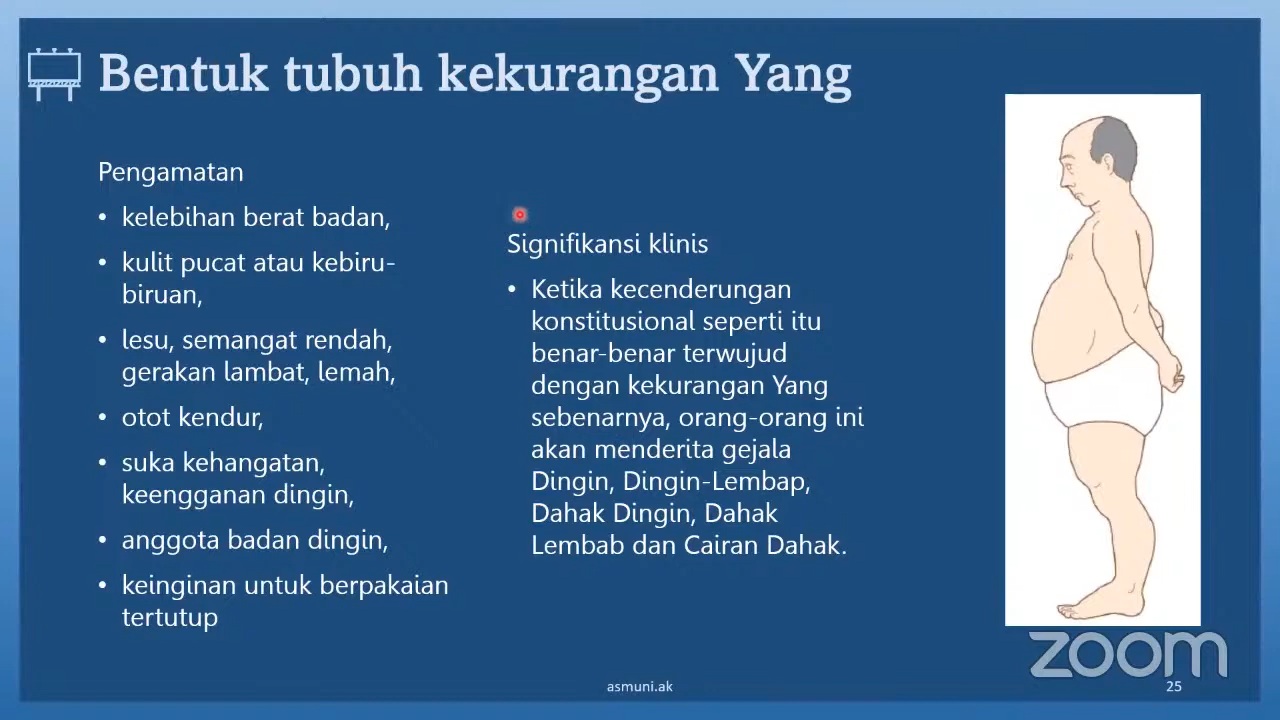 Bentuk tubuh kekurangan Yang
Pengamatan
• kelebihan berat badan,
• kulit pucat atau kebiru-
biruan,
• lesu, semangat rendah,
gerakan lambat, lemah,
• otot kendur,
• suka kehangatan,
keengganan dingin,
• anggota badan dingin,
• keinginan untuk berpakaian
tertutup
Signifikansi klinis
• Ketika kecenderungan
konstitusional seperti itu
benar-benar terwujud
dengan kekurangan Yang
sebenarnya, orang-orang ini
akan menderita gejala
Dingin, Dingin-Lembap,
Dahak Dingin, Dahak
Lembab dan Cairan Dahak.
zoom
asmuni.ak
25